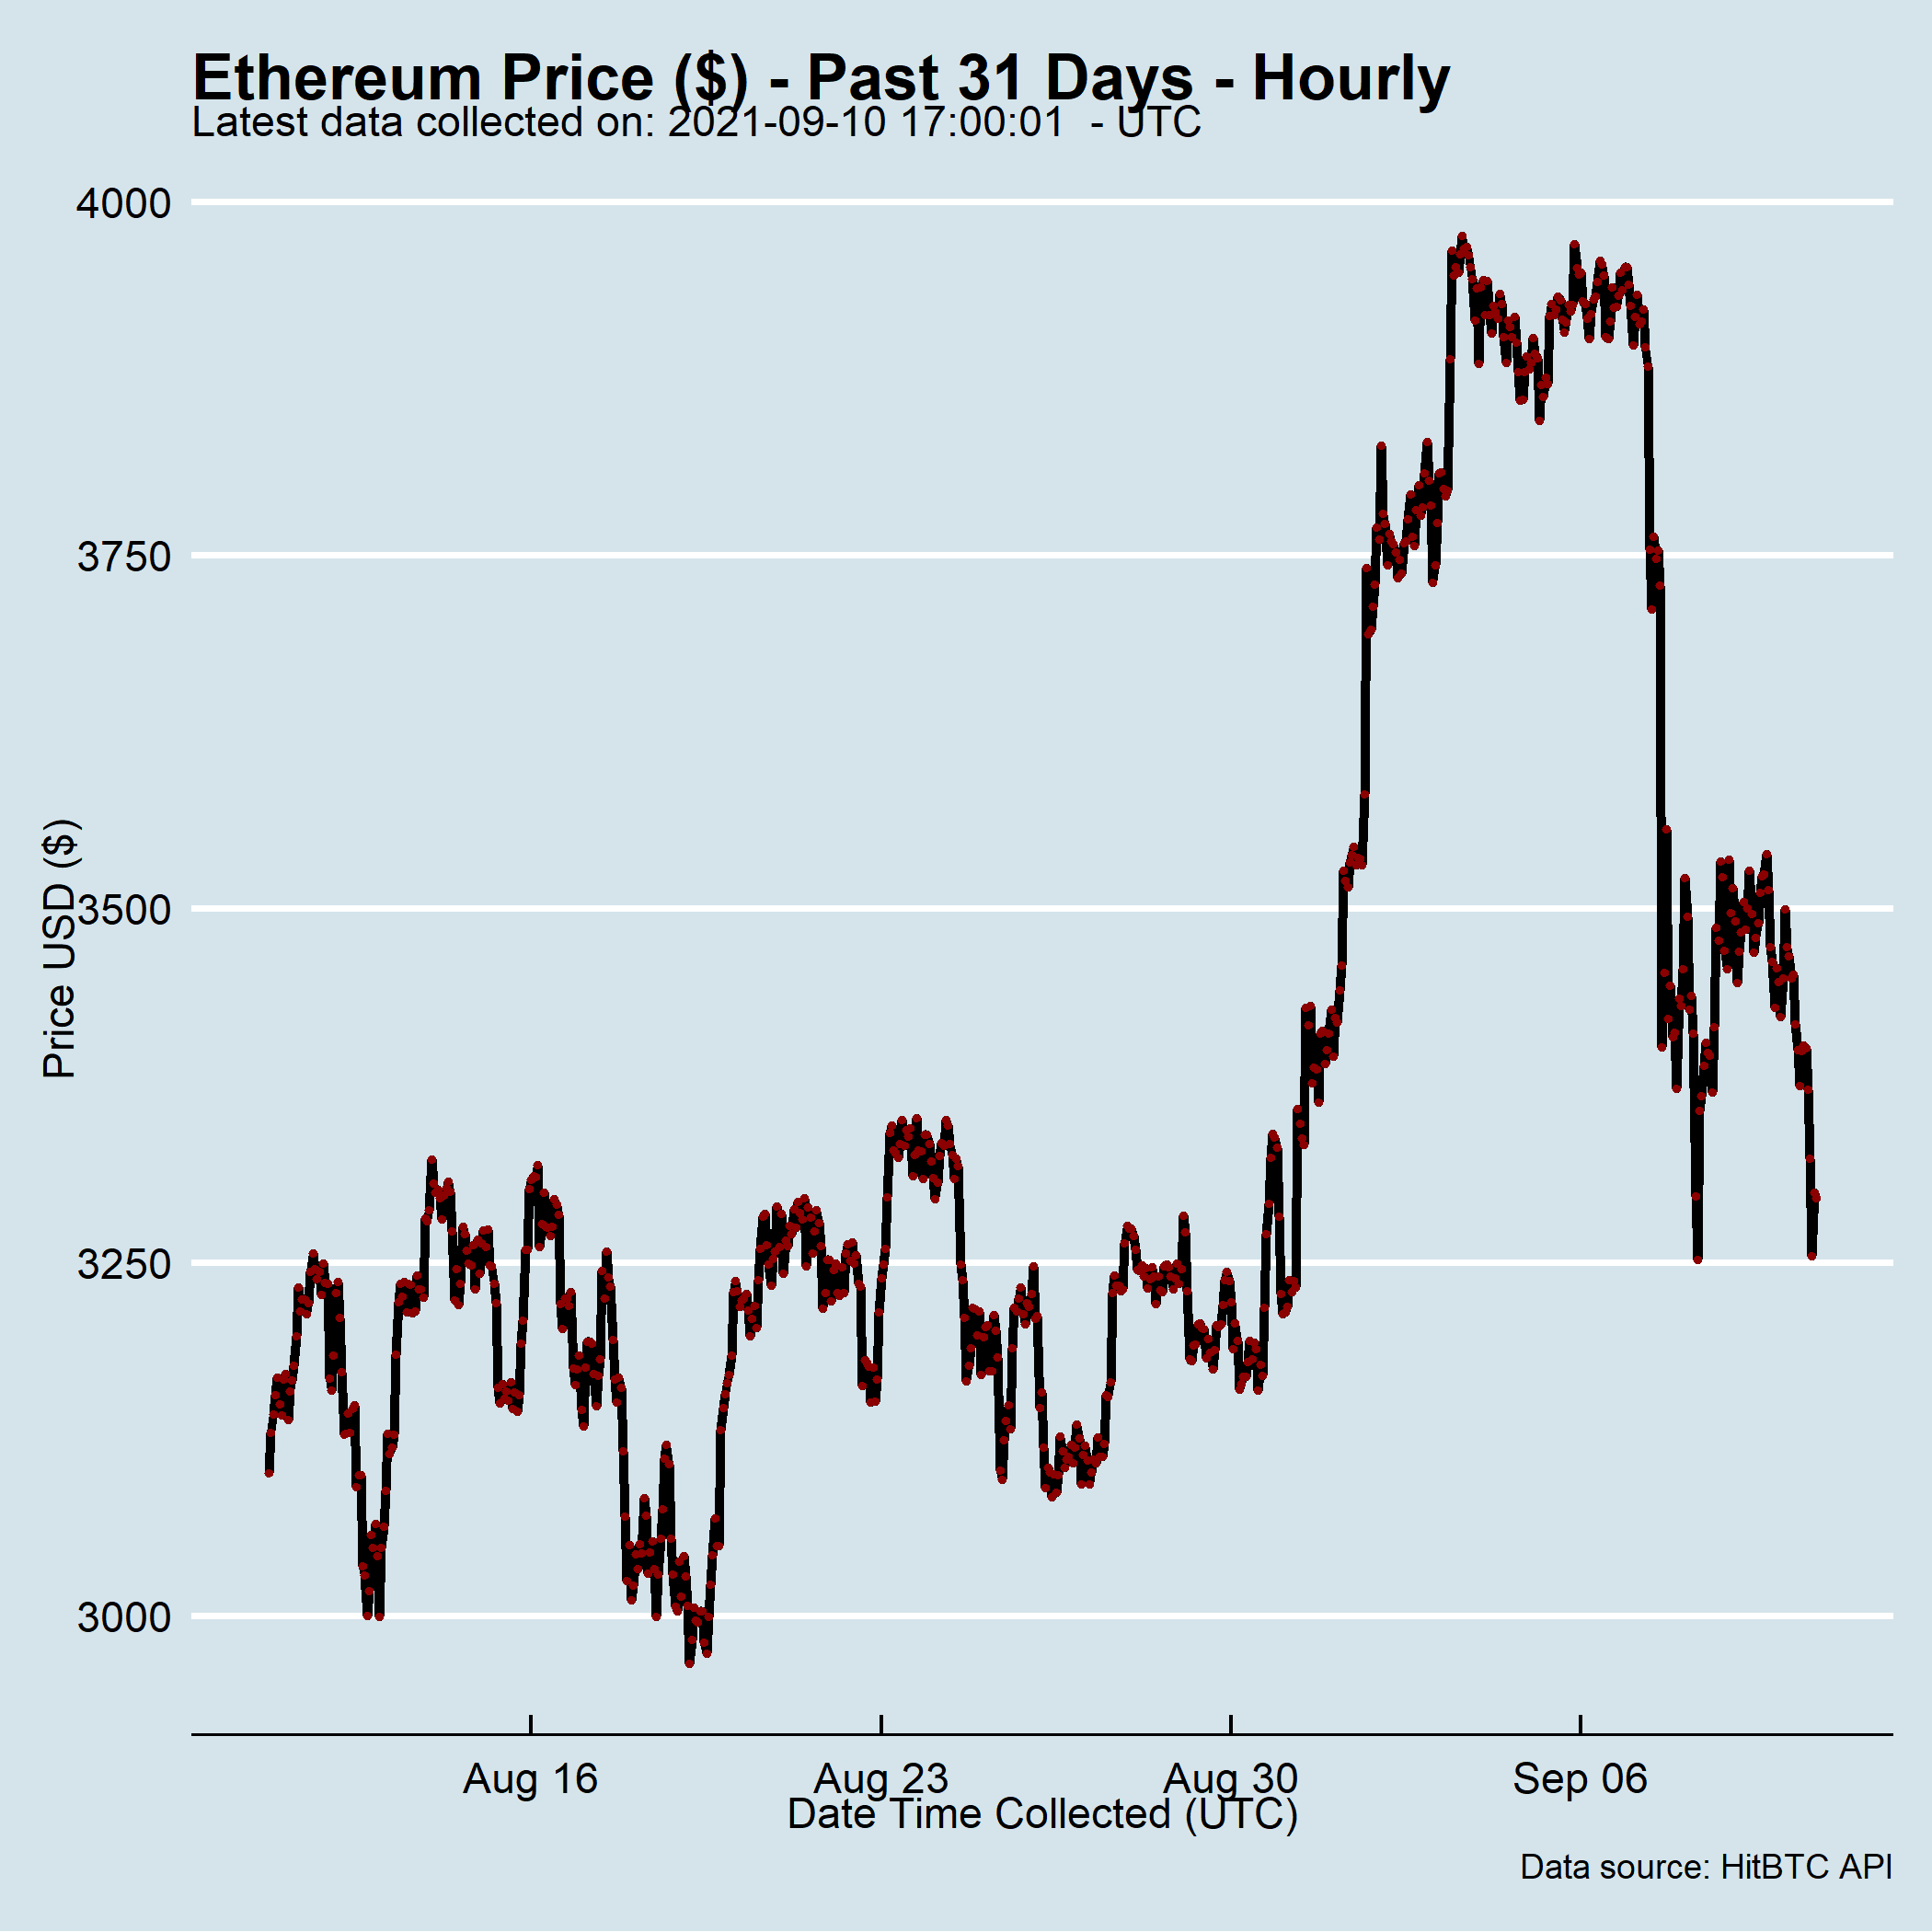 Ethereum Price ($) - Past 31 Days - Hourly
Latest data collected on: 2021-09-10 17:00:01  - UTC
4000
3750
3500
3250
3000
Price USD ($)
Aug 16
Aug 23
Aug 30
Sep 06
Date Time Collected (UTC)
Data source: HitBTC API